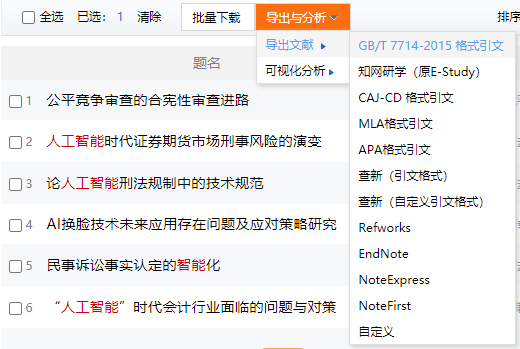 全选 已选： 1 清除 批量下载 导出与分析 排序
导出文献
可视化分析
GB/T 7714-2015 格式引文
知网研学（原E-Study）
CAJ-CD 格式引文
MLA格式引文
APA格式引文
查新（引文格式）
查新（自定义引文格式）
Refworks
EndNote
NoteExpress
NoteFirst
自定义
题名
1 公平竞争审查的合宪性审查进路
2 人工智能时代证券期货市场刑事风险的演变
3 论人工智能刑法规制中的技术规范
4 AI换脸技术未来应用存在问题及应对策略研究
5 民事诉讼事实认定的智能化
6 “人工智能”时代会计行业面临的问题与对策